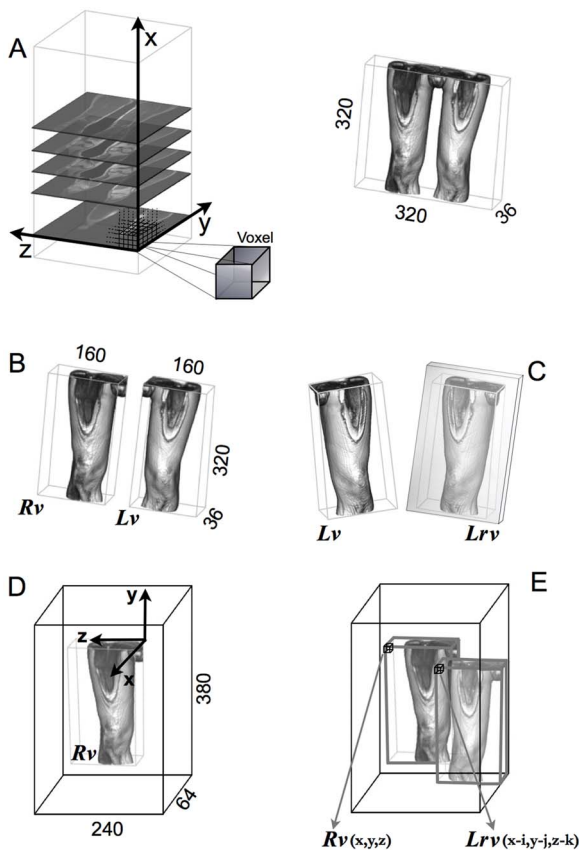 A
x
y
z
Voxel
320
320
36
B
160
160
320
36
Rv
Lv
C
Lv
Lrv
D
y
z
x
Rv
380
64
240
E
Rv(x,y,z)
Lrv(x-i,y-j,z-k)